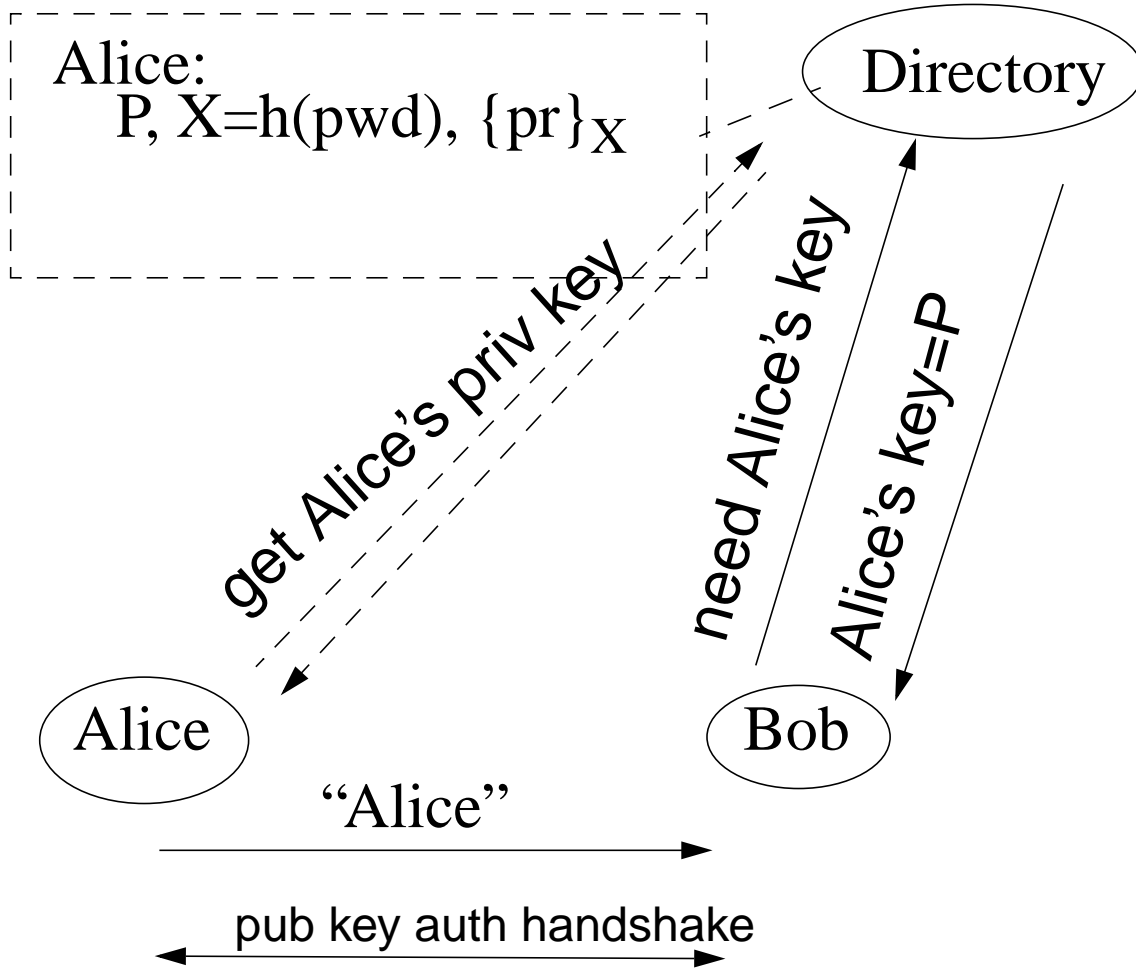 Alice:
P, X=h(pwd), {pr}X
Directory
get Alice’s priv key
need Alice’s key
Alice’s key=P
Alice
Bob
“Alice”
pub key auth handshake